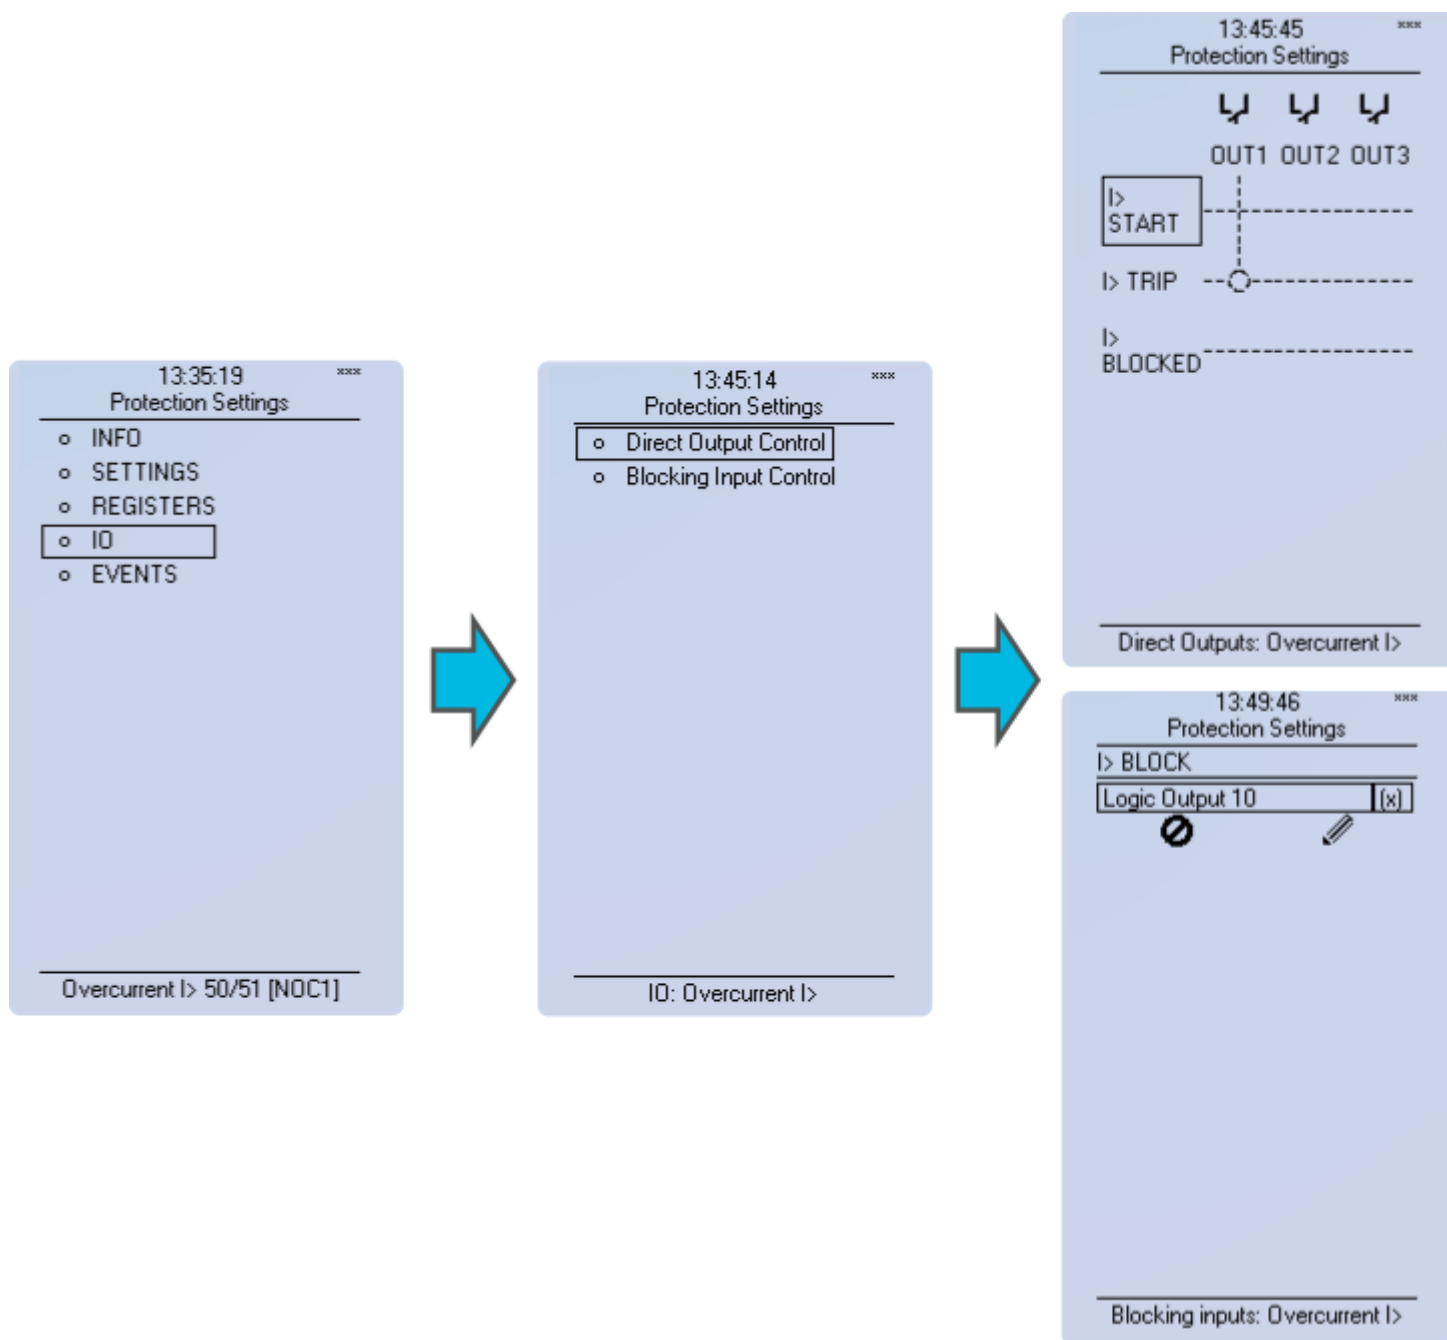 13:35:19 ***
Protection Settings
INFO
SETTINGS
REGISTERS
IO
EVENTS
Overcurrent I> 50/51 [NOC1]
13:45:14 ***
Protection Settings
Direct Output Control
Blocking Input Control
IO: Overcurrent I>
13:45:45 ***
Protection Settings
OUT1 OUT2 OUT3
I>
START
I> TRIP
I>
BLOCKED
Direct Outputs: Overcurrent I>
13:49:46 ***
Protection Settings
I> BLOCK
Logic Output 10 (x)
Blocking inputs: Overcurrent I>